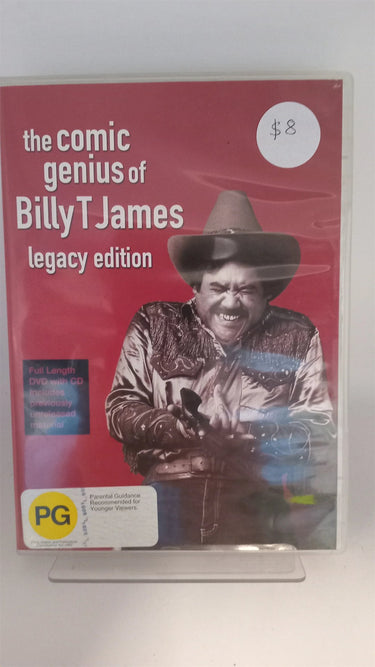 $8
the comic
genius of
Billy T James
legacy edition
Full Length
DVD with CD
Includes
previously
unreleased
material
PG
Parental Guidance
Recommended for
Younger Viewers.